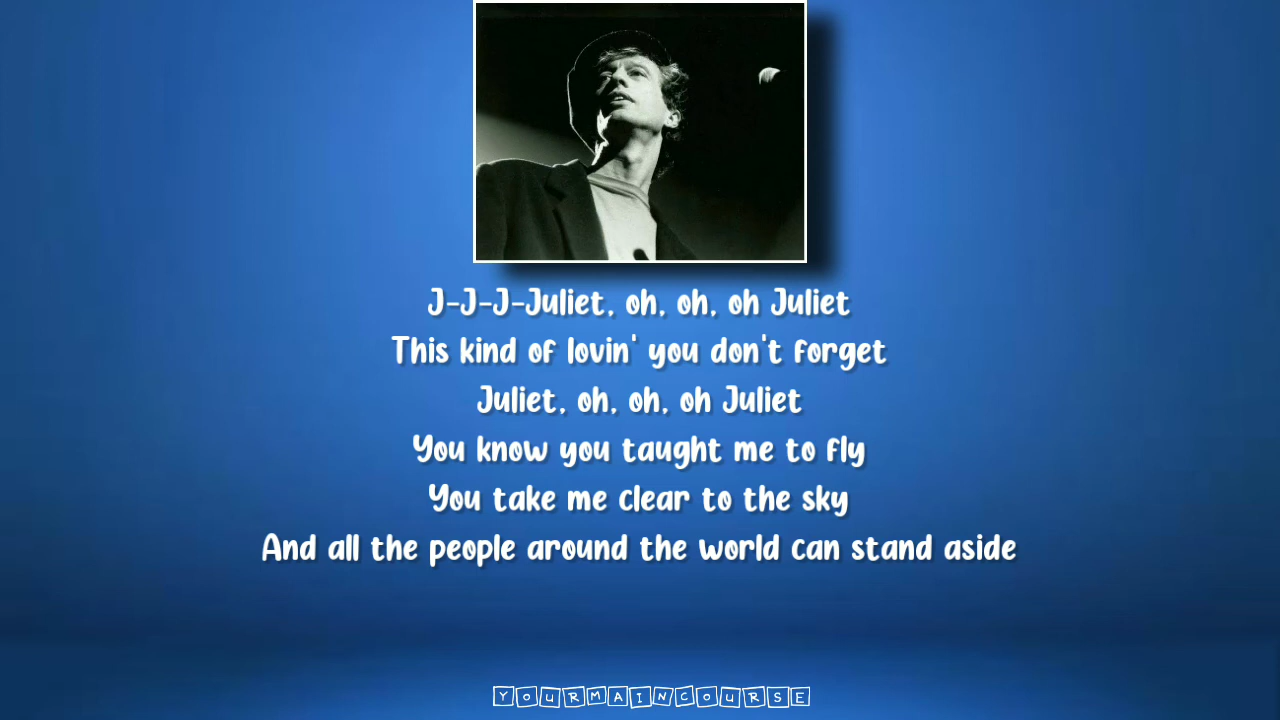 J-J-J-Juliet, oh, oh, oh Juliet
This kind of lovin' you don't forget
Juliet, oh, oh, oh Juliet
You know you taught me to fly
You take me clear to the sky
And all the people around the world can stand aside
YOURMAINCOURSE